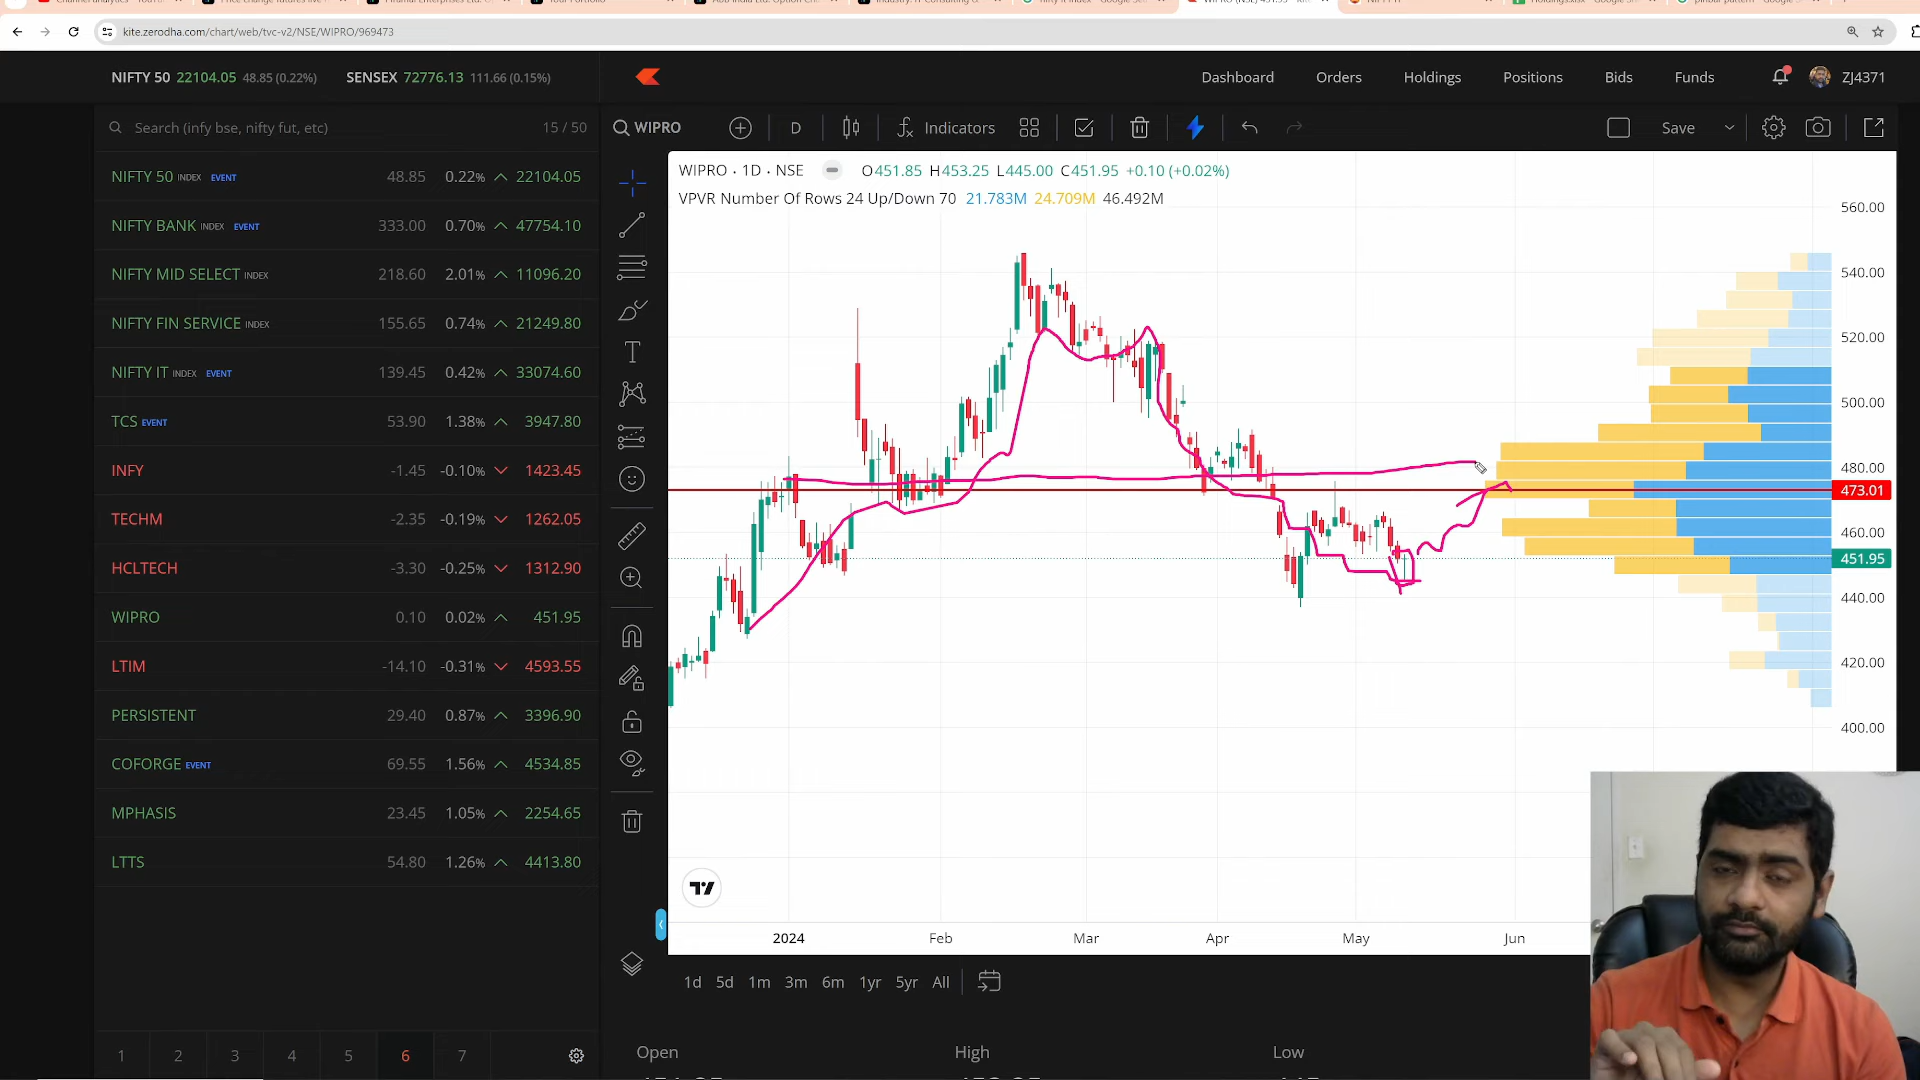 kite.zerodha.com/chart/web/tvc-v2/NSE/WIPRO/969473
NIFTY 50 22104.05 48.85 (0.22%) SENSEX 72776.13 111.66 (0.15%)
Dashboard Orders Holdings Positions Bids Funds ZJ4371
Search (infy bse, nifty fut, etc) 15 / 50
WIPRO D Indicators Save
NIFTY 50 INDEX EVENT 48.85 0.22% 22104.05
NIFTY BANK INDEX EVENT 333.00 0.70% 47754.10
NIFTY MID SELECT INDEX 218.60 2.01% 11096.20
NIFTY FIN SERVICE INDEX 155.65 0.74% 21249.80
NIFTY IT INDEX EVENT 139.45 0.42% 33074.60
TCS EVENT 53.90 1.38% 3947.80
INFY -1.45 -0.10% 1423.45
TECHM -2.35 -0.19% 1262.05
HCLTECH -3.30 -0.25% 1312.90
WIPRO 0.10 0.02% 451.95
LTIM -14.10 -0.31% 4593.55
PERSISTENT 29.40 0.87% 3396.90
COFORGE EVENT 69.55 1.56% 4534.85
MPHASIS 23.45 1.05% 2254.65
LTTS 54.80 1.26% 4413.80
1 2 3 4 5 6 7
WIPRO · 1D · NSE O451.85 H453.25 L445.00 C451.95 +0.10 (+0.02%)
VPVR Number Of Rows 24 Up/Down 70 21.783M 24.709M 46.492M
560.00
540.00
520.00
500.00
480.00
473.01
460.00
451.95
440.00
420.00
400.00
2024 Feb Mar Apr May Jun
1d 5d 1m 3m 6m 1yr 5yr All
Open High Low